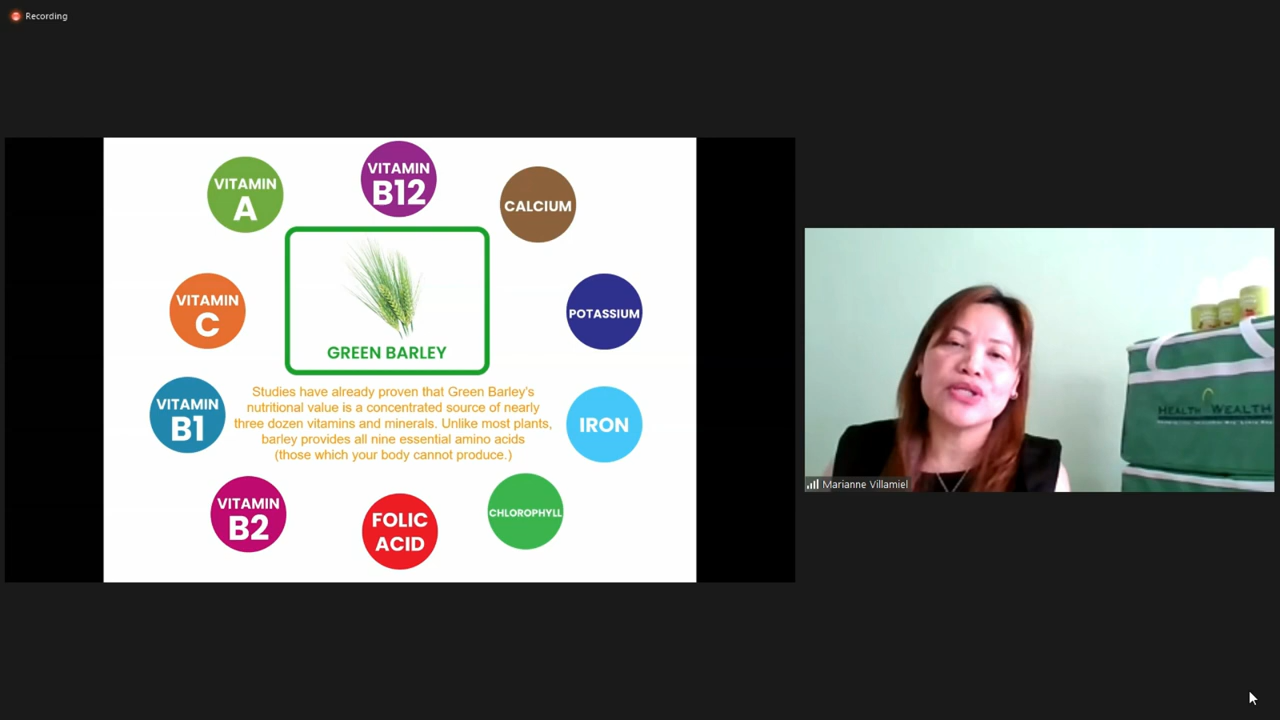 Recording
VITAMIN
A
VITAMIN
B12
CALCIUM
VITAMIN
C
GREEN BARLEY
POTASSIUM
VITAMIN
B1
Studies have already proven that Green Barley's
nutritional value is a concentrated source of nearly
three dozen vitamins and minerals. Unlike most plants,
barley provides all nine essential amino acids
(those which your body cannot produce.)
IRON
VITAMIN
B2
FOLIC
ACID
CHLOROPHYLL
HEALTH WEALTH
Marianne Villamiel